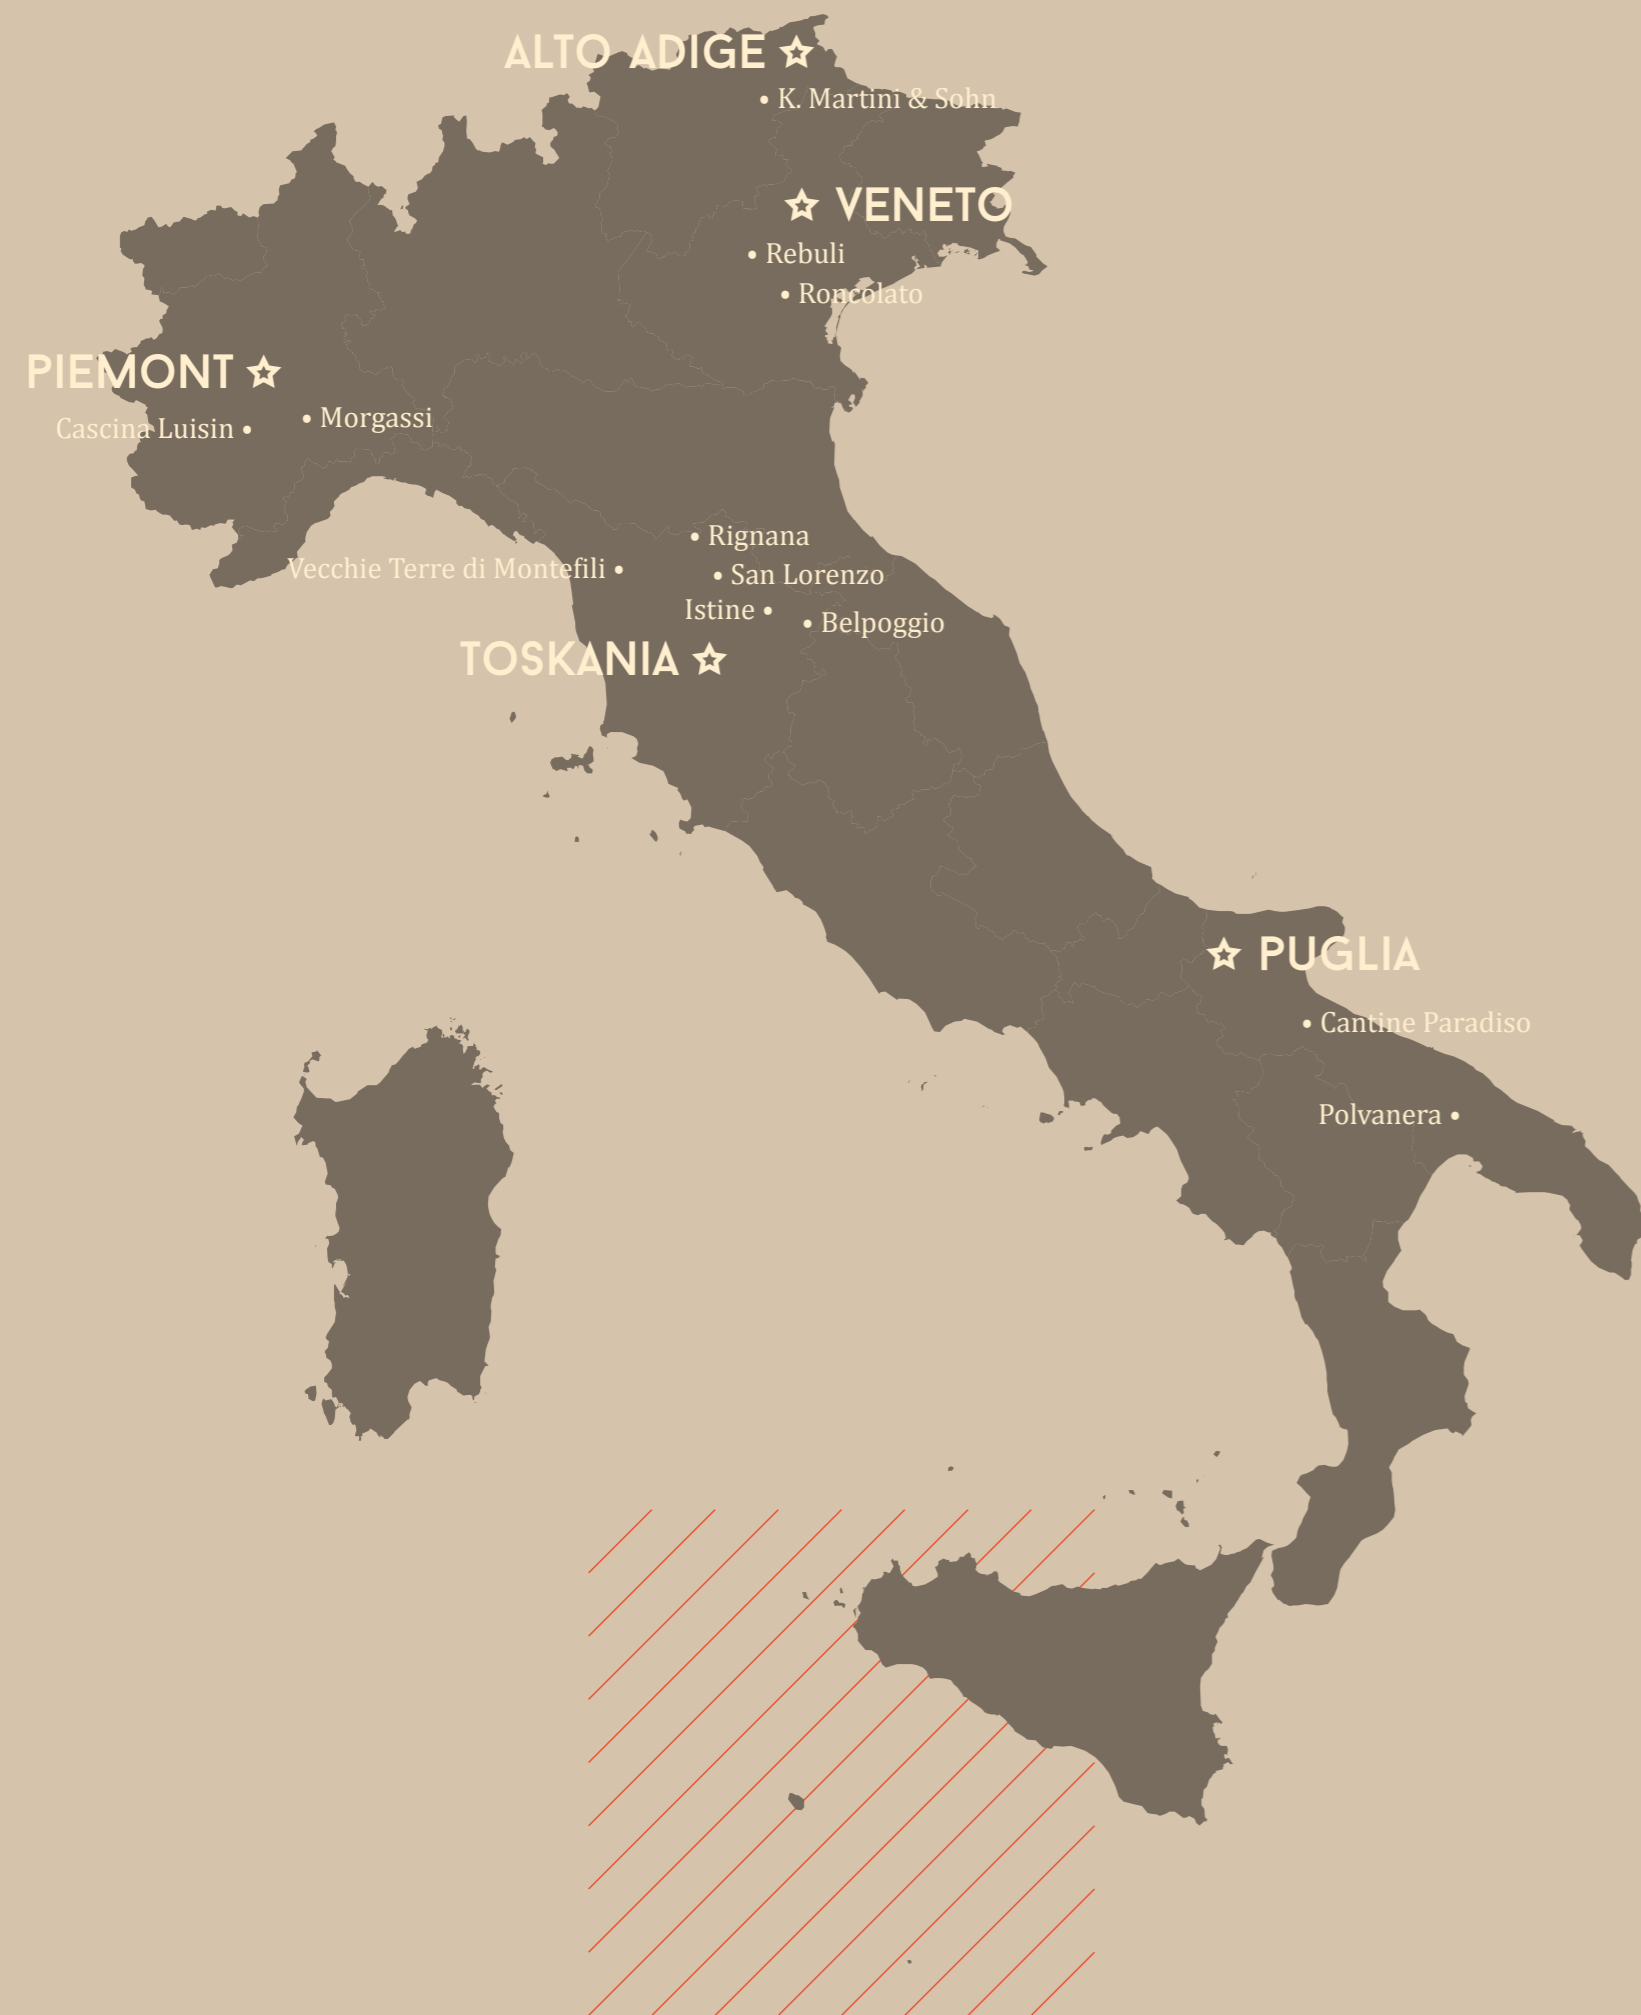 ALTO ADIGE
K. Martini & Sohn
VENETO
Rebuli
Roncolato
PIEMONT
Morgassi
Cascina Luisin
Rignana
Vecchie Terre di Montefili
San Lorenzo
Istine
Belpoggio
TOSKANIA
PUGLIA
Cantine Paradiso
Polvanera